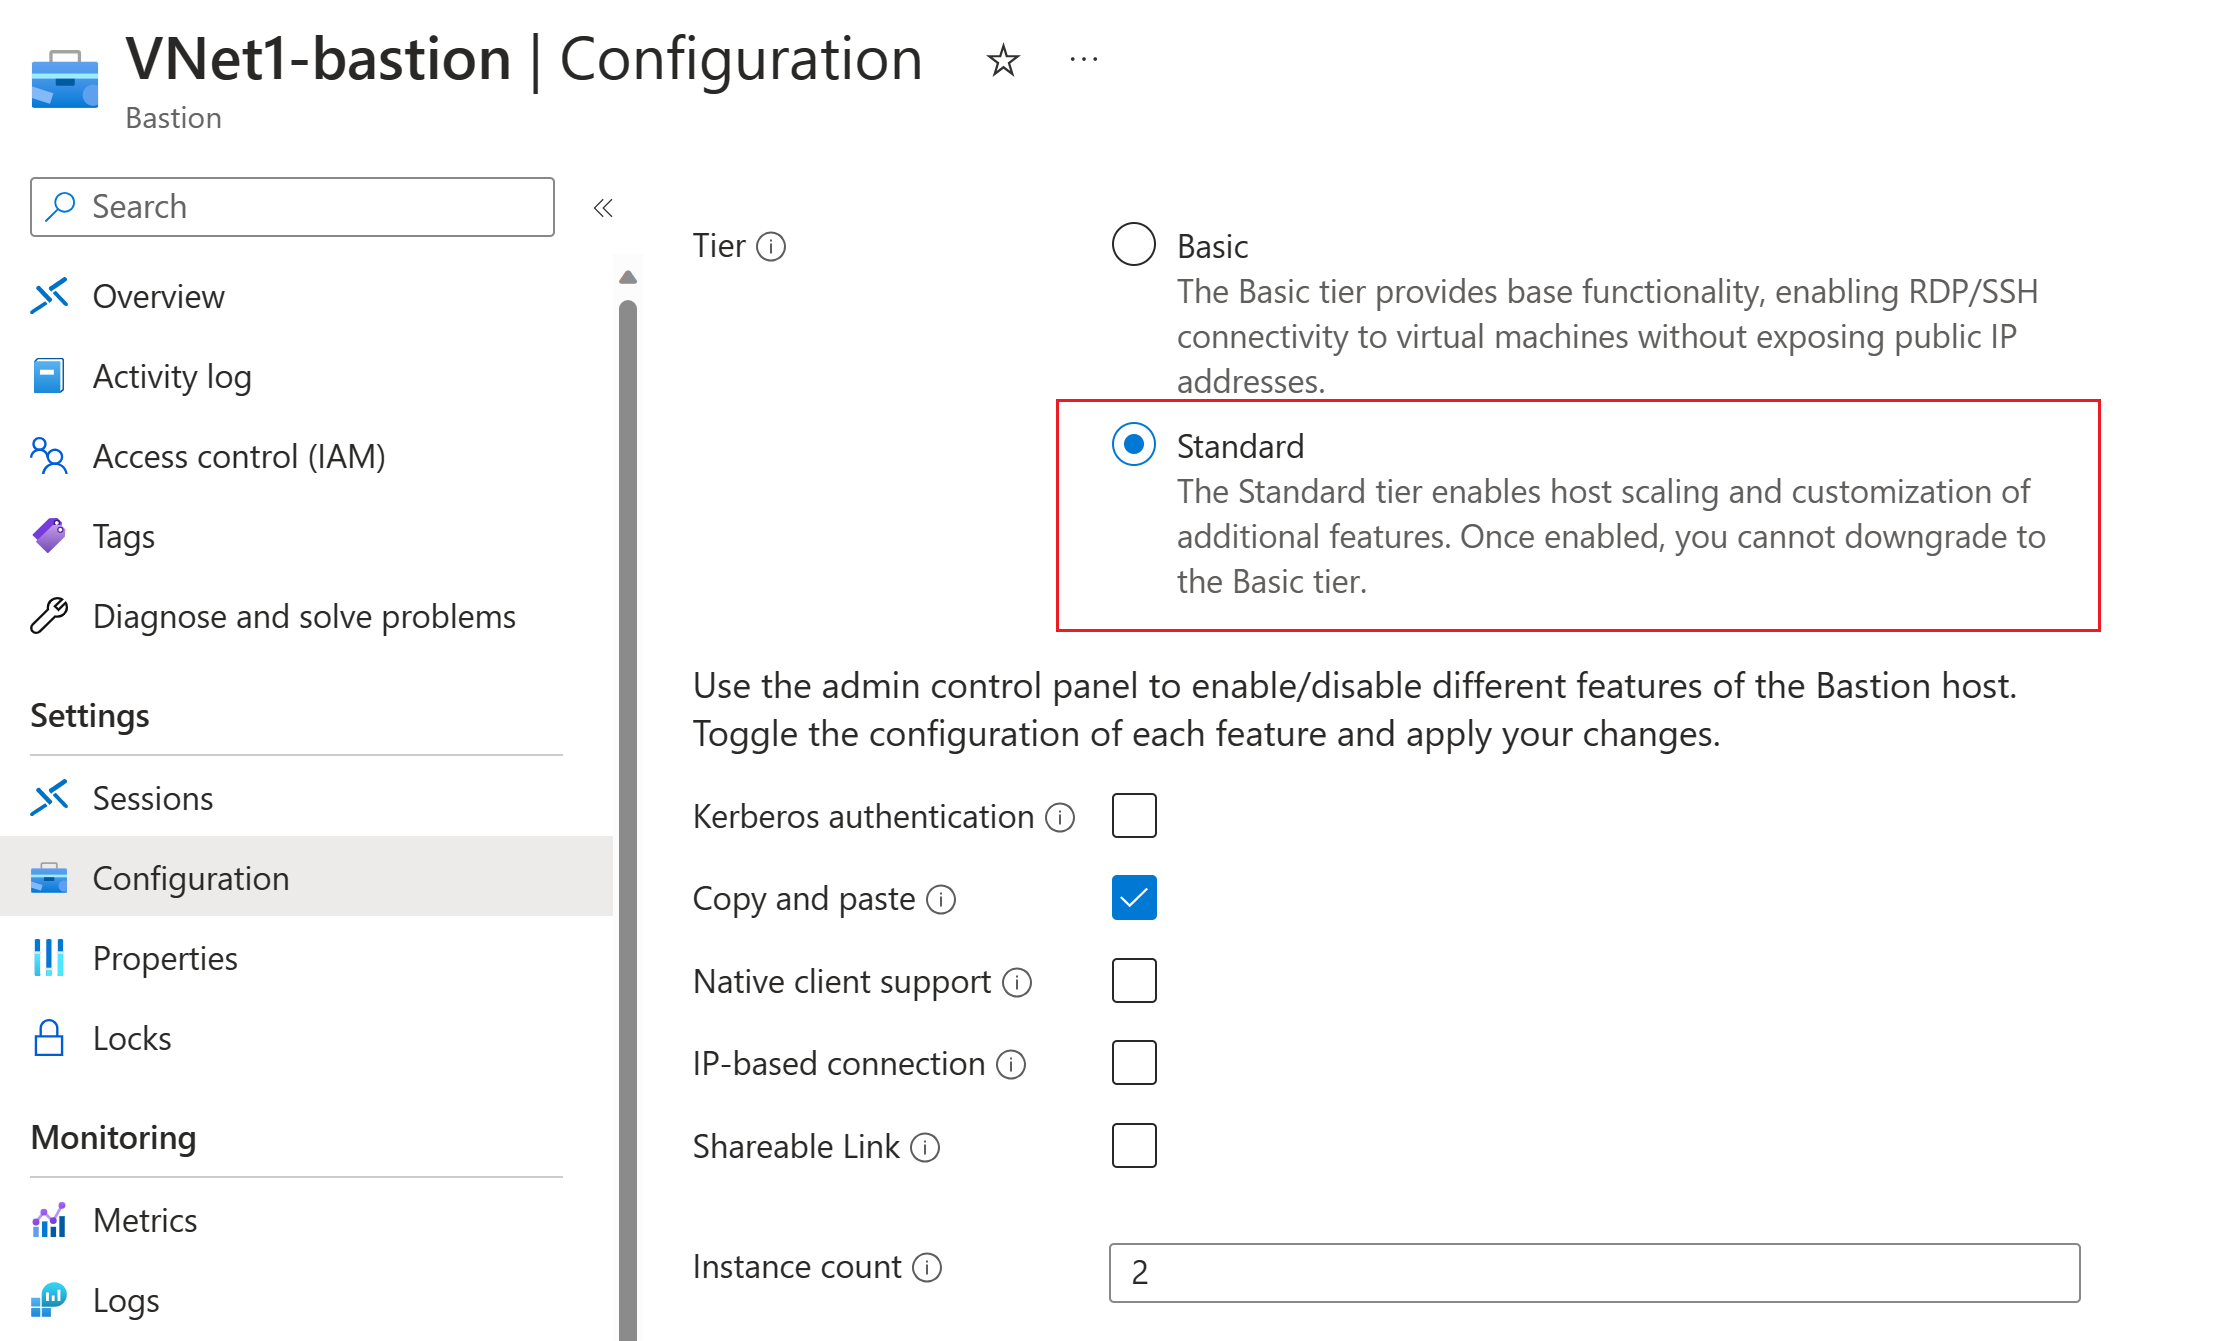 VNet1-bastion | Configuration
Bastion
Search
Overview
Activity log
Access control (IAM)
Tags
Diagnose and solve problems
Settings
Sessions
Configuration
Properties
Locks
Monitoring
Metrics
Logs
Tier
Basic
The Basic tier provides base functionality, enabling RDP/SSH
connectivity to virtual machines without exposing public IP
addresses.
Standard
The Standard tier enables host scaling and customization of
additional features. Once enabled, you cannot downgrade to
the Basic tier.
Use the admin control panel to enable/disable different features of the Bastion host.
Toggle the configuration of each feature and apply your changes.
Kerberos authentication
Copy and paste
Native client support
IP-based connection
Shareable Link
Instance count
2